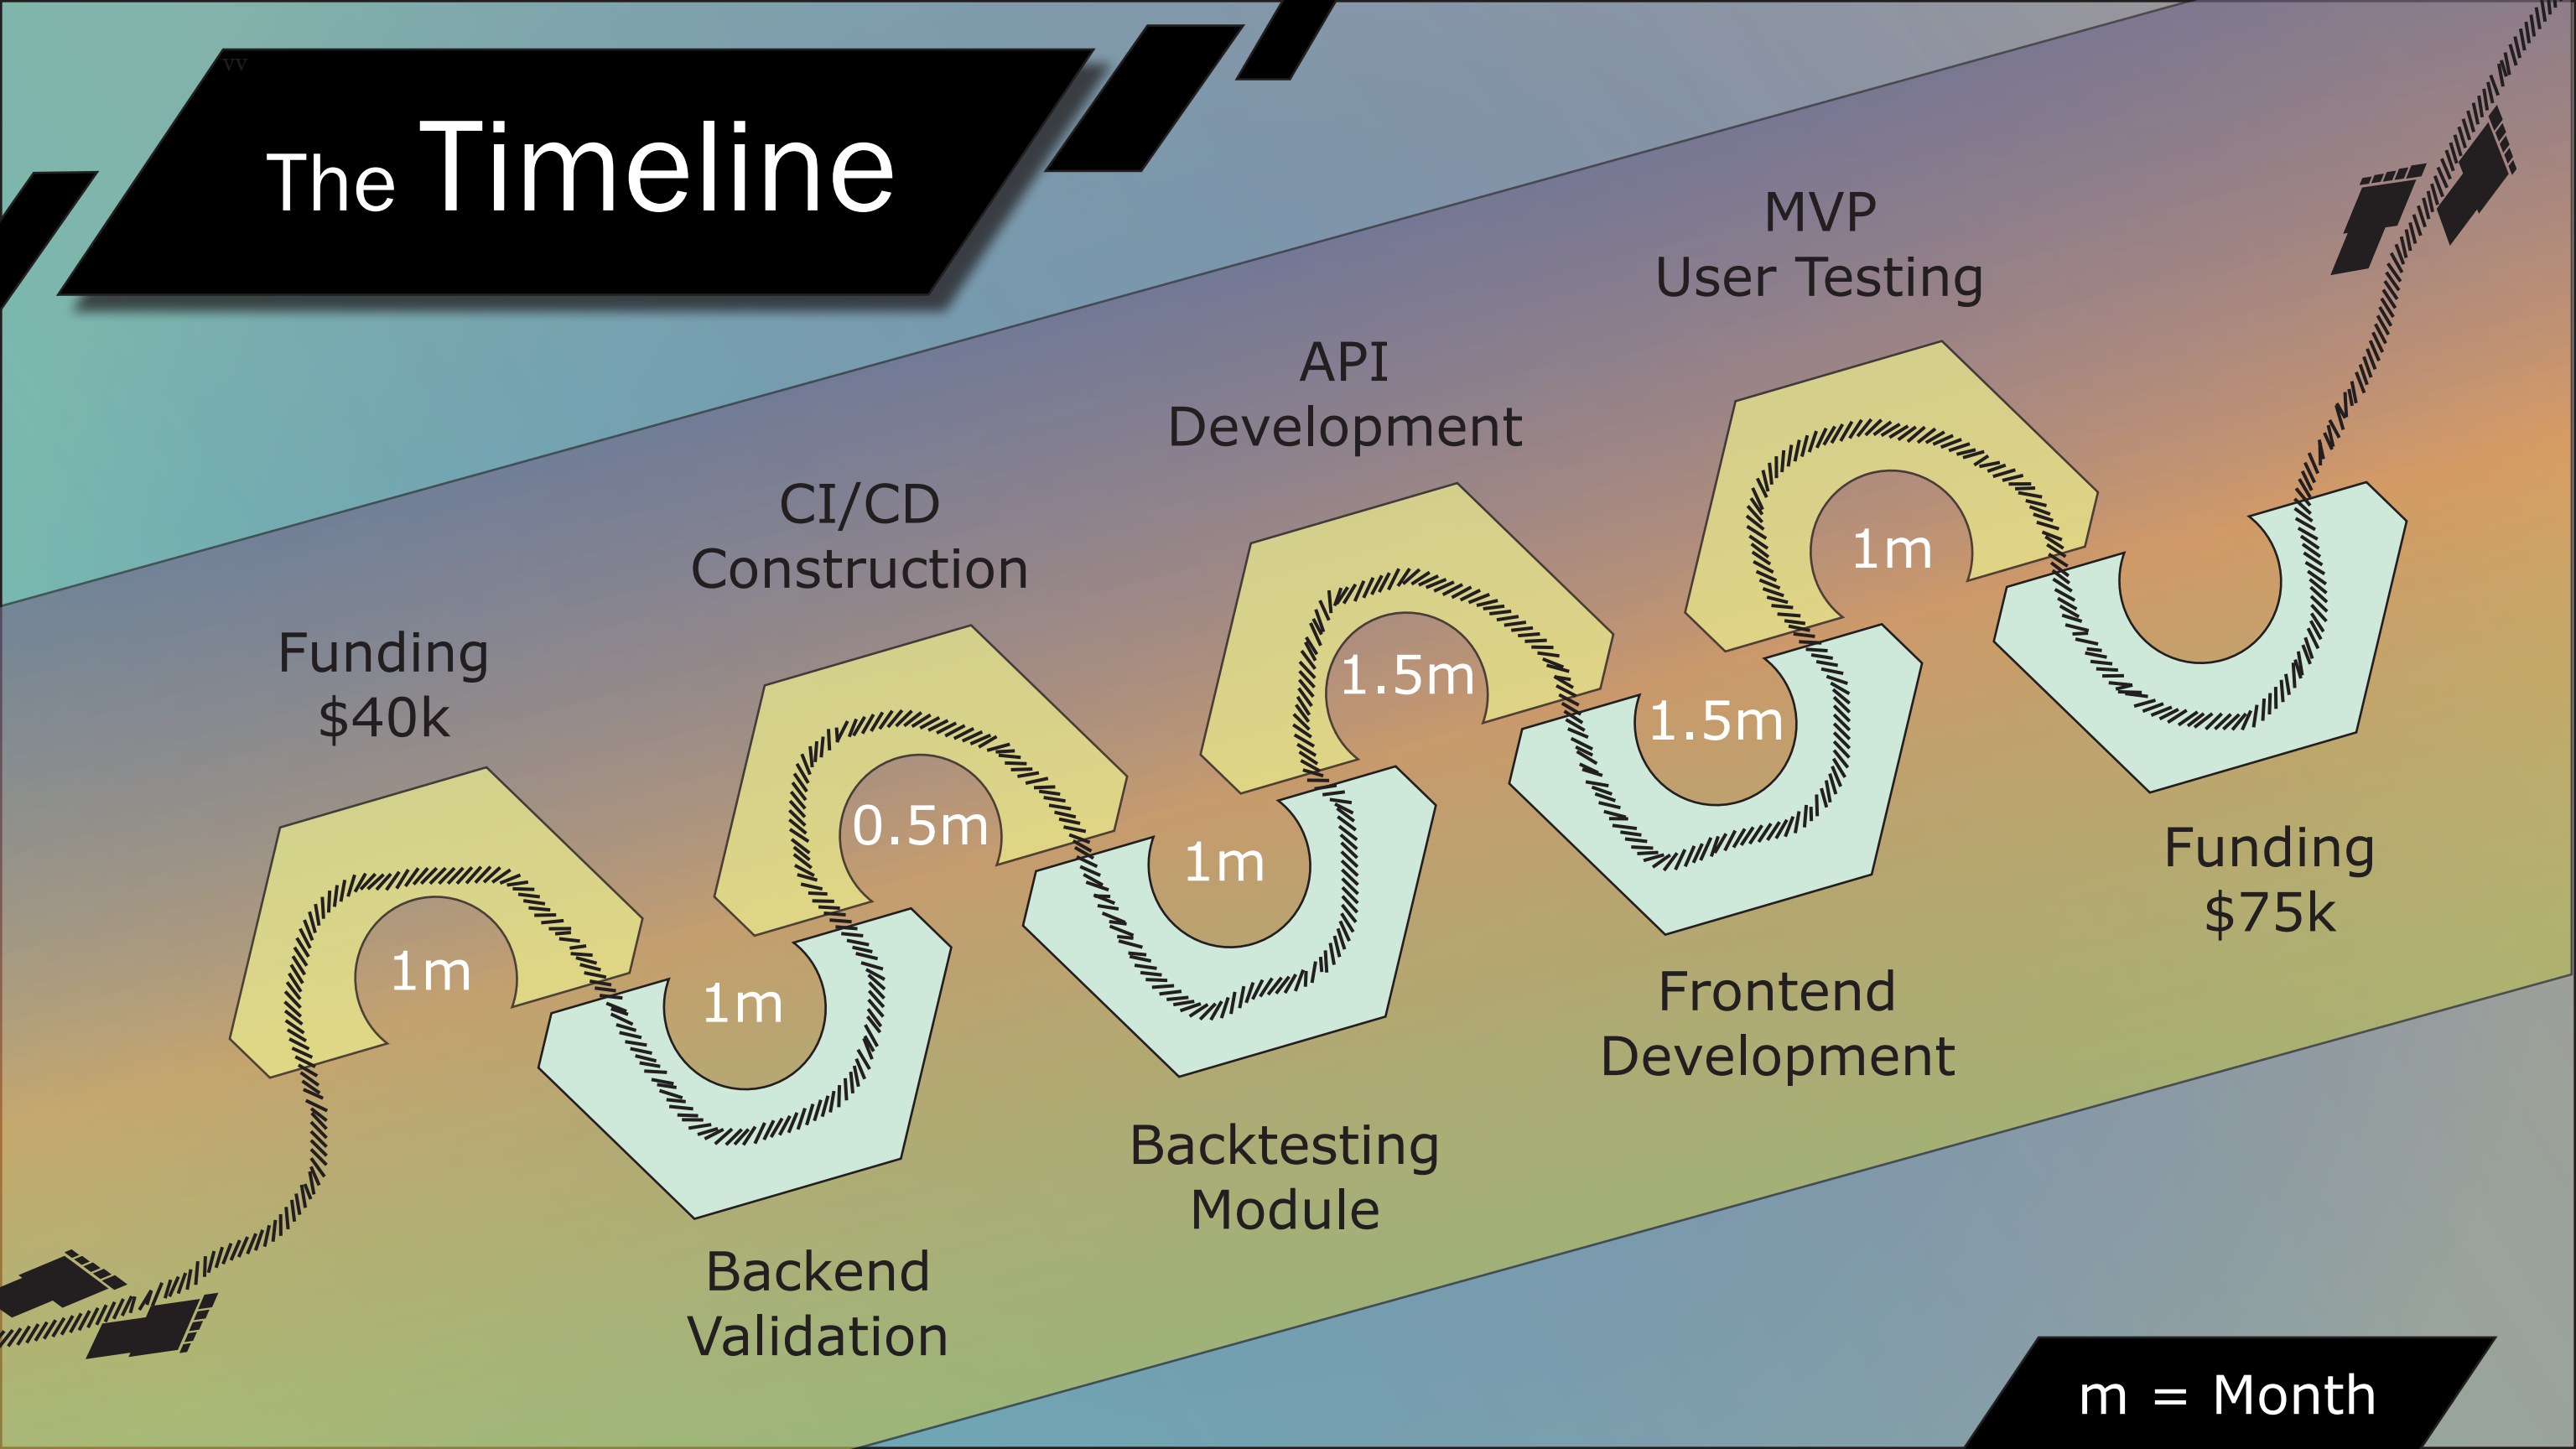 vv
The Timeline
Funding
$40k
1m
Backend
Validation
1m
CI/CD
Construction
0.5m
Backtesting
Module
1m
API
Development
1.5m
Frontend
Development
1.5m
MVP
User Testing
1m
Funding
$75k
m = Month